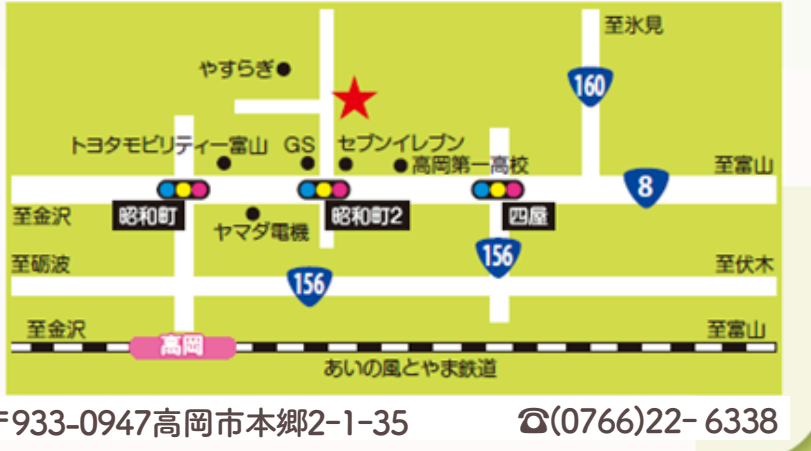 至氷見
やすらぎ
160
トヨタモビリティー富山 GS セブンイレブン
高岡第一高校
至富山
8
至金沢
昭和町
昭和町2
四屋
ヤマダ電機
至砺波
156
156
至伏木
至金沢
高岡
至富山
あいの風とやま鉄道
〒933-0947高岡市本郷2-1-35 ☎(0766)22-6338